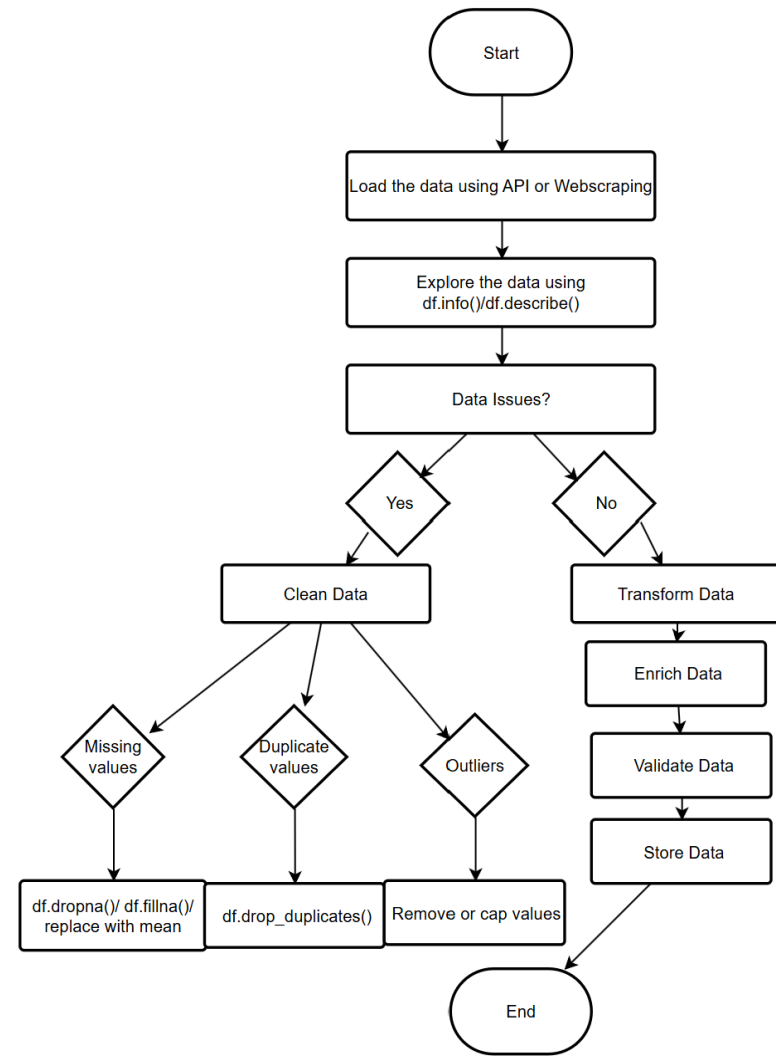 Start
Load the data using API or Webscraping
Explore the data using
df.info()/df.describe()
Data Issues?
Yes
No
Clean Data
Transform Data
Enrich Data
Missing
values
Duplicate
values
Outliers
Validate Data
Store Data
df.dropna()/ df.fillna()/
replace with mean
df.drop_duplicates()
Remove or cap values
End